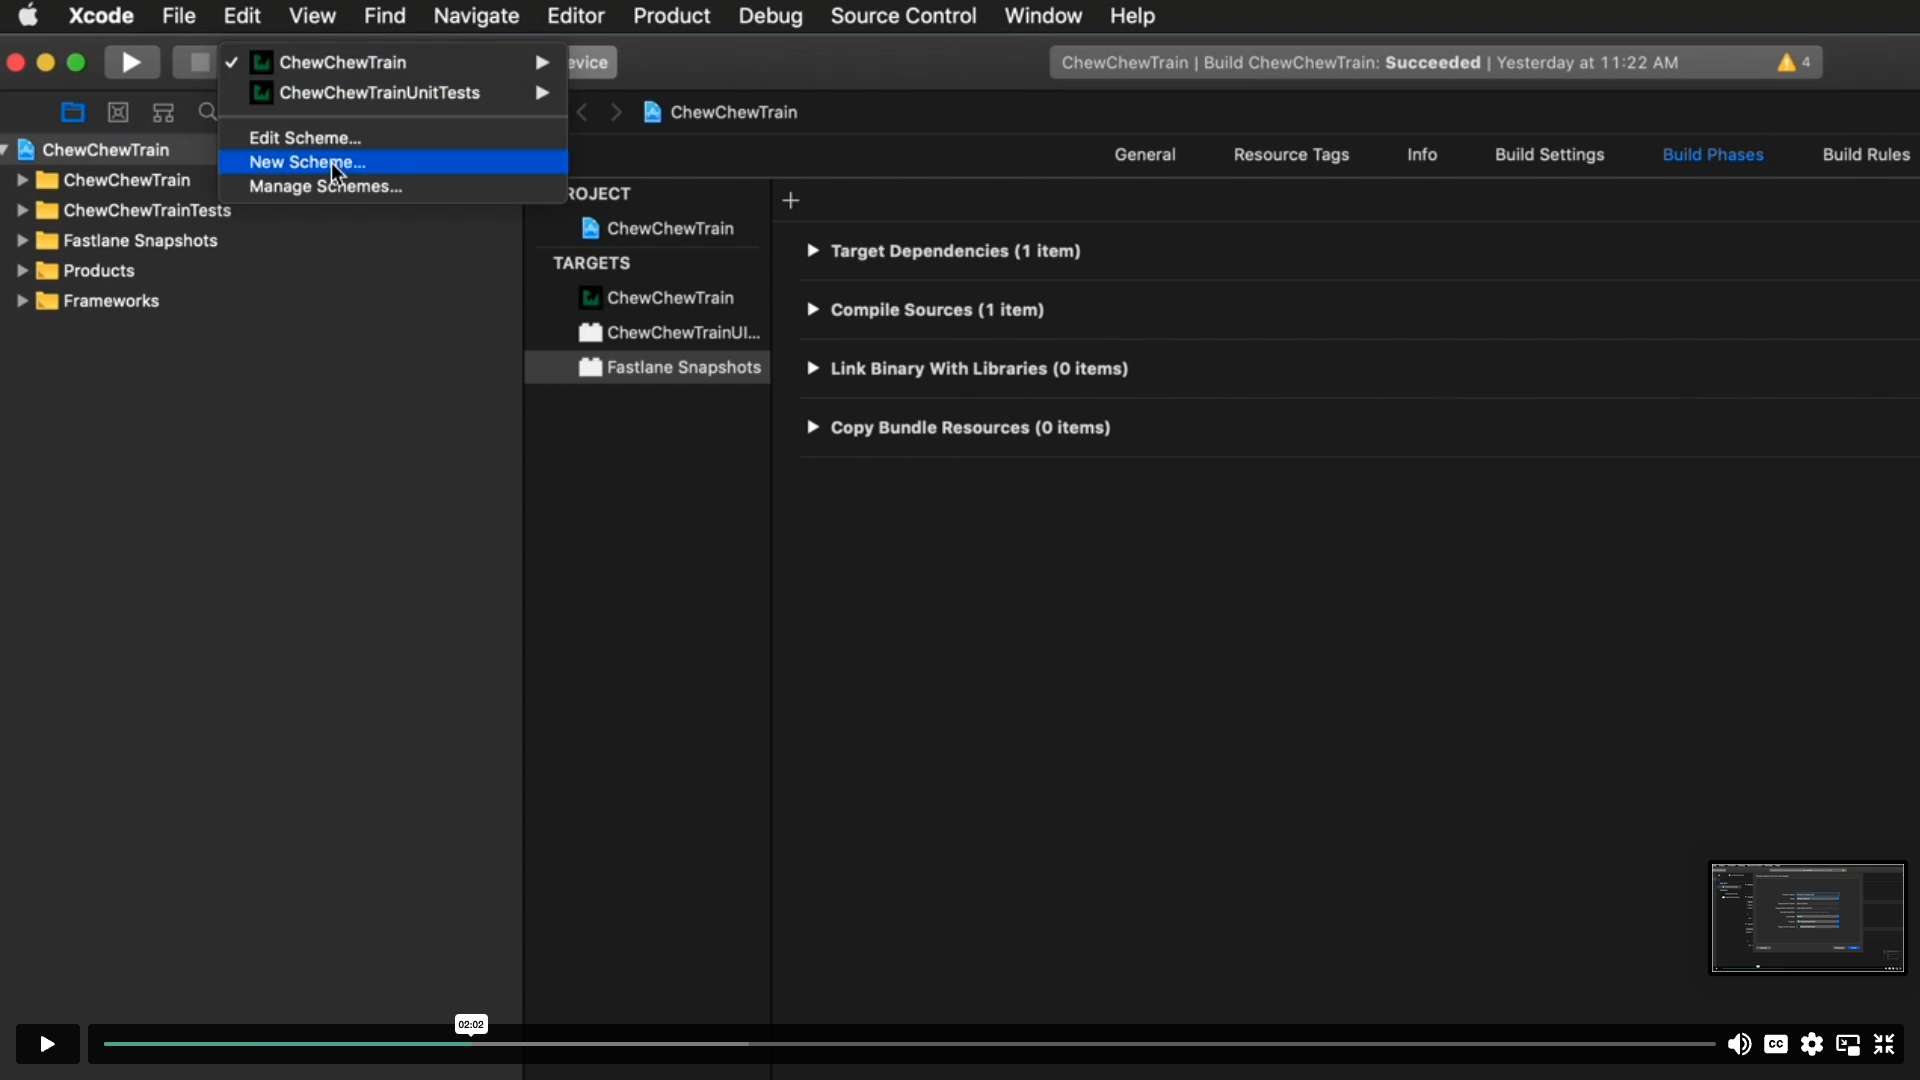 Xcode File Edit View Find Navigate Editor Product Debug Source Control Window Help
ChewChewTrain
evice
ChewChewTrain | Build ChewChewTrain: Succeeded | Yesterday at 11:22 AM
4
ChewChewTrainUnitTests
Edit Scheme...
New Scheme...
Manage Schemes...
ChewChewTrain
ChewChewTrain
ChewChewTrain
ChewChewTrainTests
Fastlane Snapshots
Products
Frameworks
General Resource Tags Info Build Settings Build Phases Build Rules
ROJECT
ChewChewTrain
TARGETS
ChewChewTrain
ChewChewTrainUI...
Fastlane Snapshots
Target Dependencies (1 item)
Compile Sources (1 item)
Link Binary With Libraries (0 items)
Copy Bundle Resources (0 items)
02:02
CC